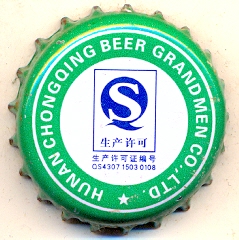 HUNAN CHONGQING BEER GRANDMEN CO.,LTD.
S
生产许可
生产许可证编号
QS4307 1503 0108